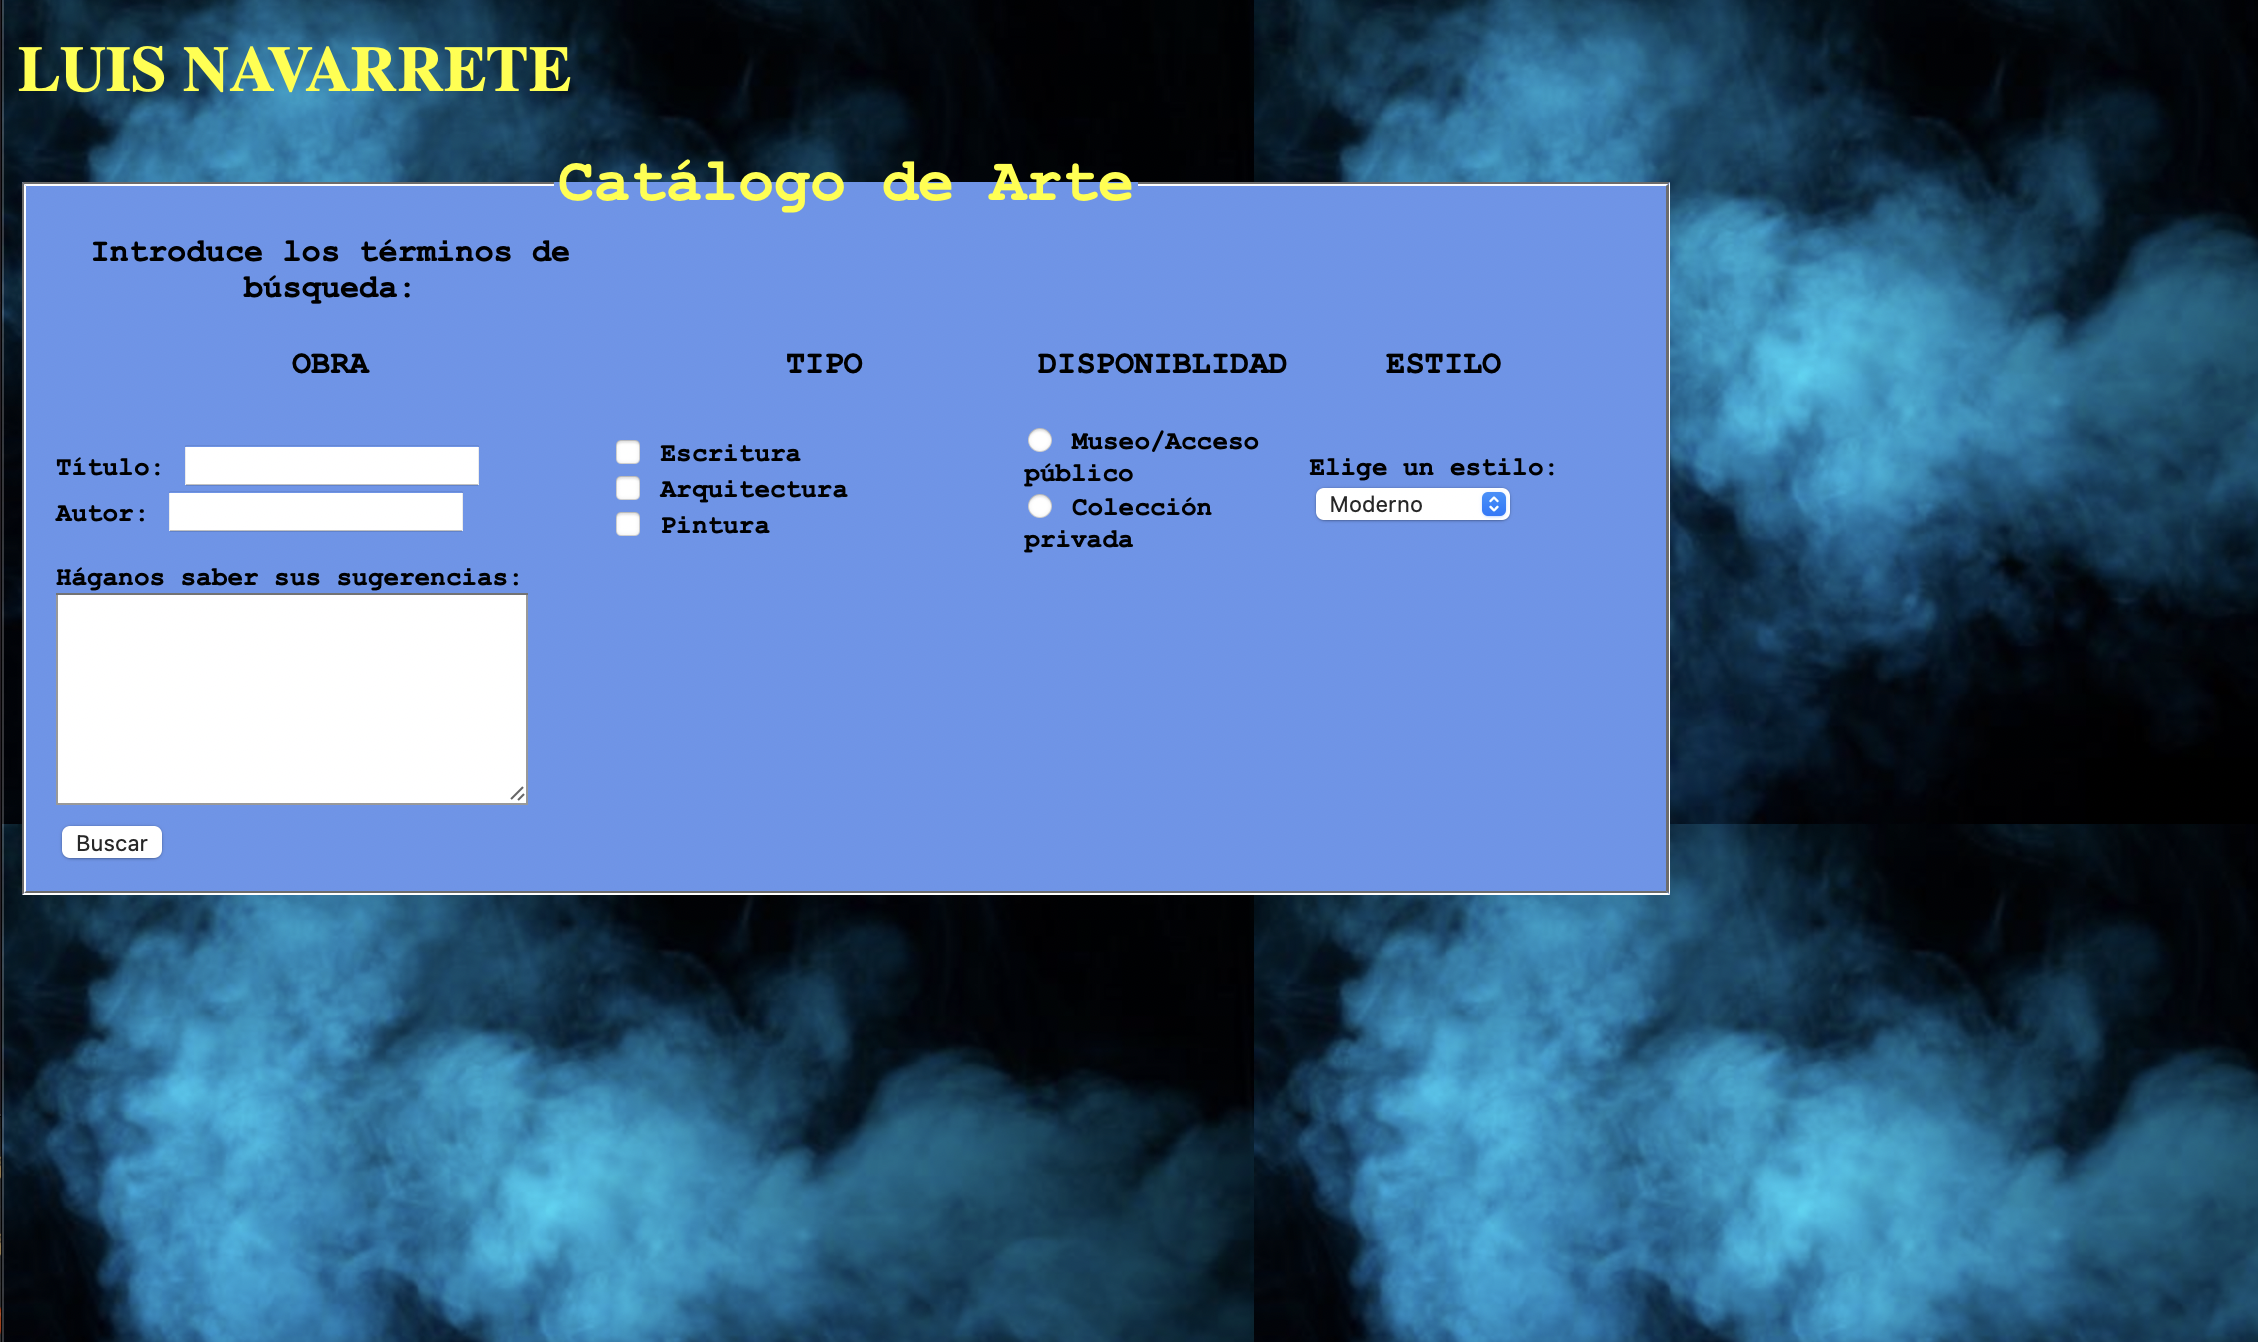 LUIS NAVARRETE
Catálogo de Arte
Introduce los términos de
búsqueda:
OBRA
TIPO
DISPONIBLIDAD
ESTILO
Título:
Autor:
Escritura
Arquitectura
Pintura
Museo/Acceso
público
Colección
privada
Elige un estilo:
Moderno
Háganos saber sus sugerencias:
Buscar